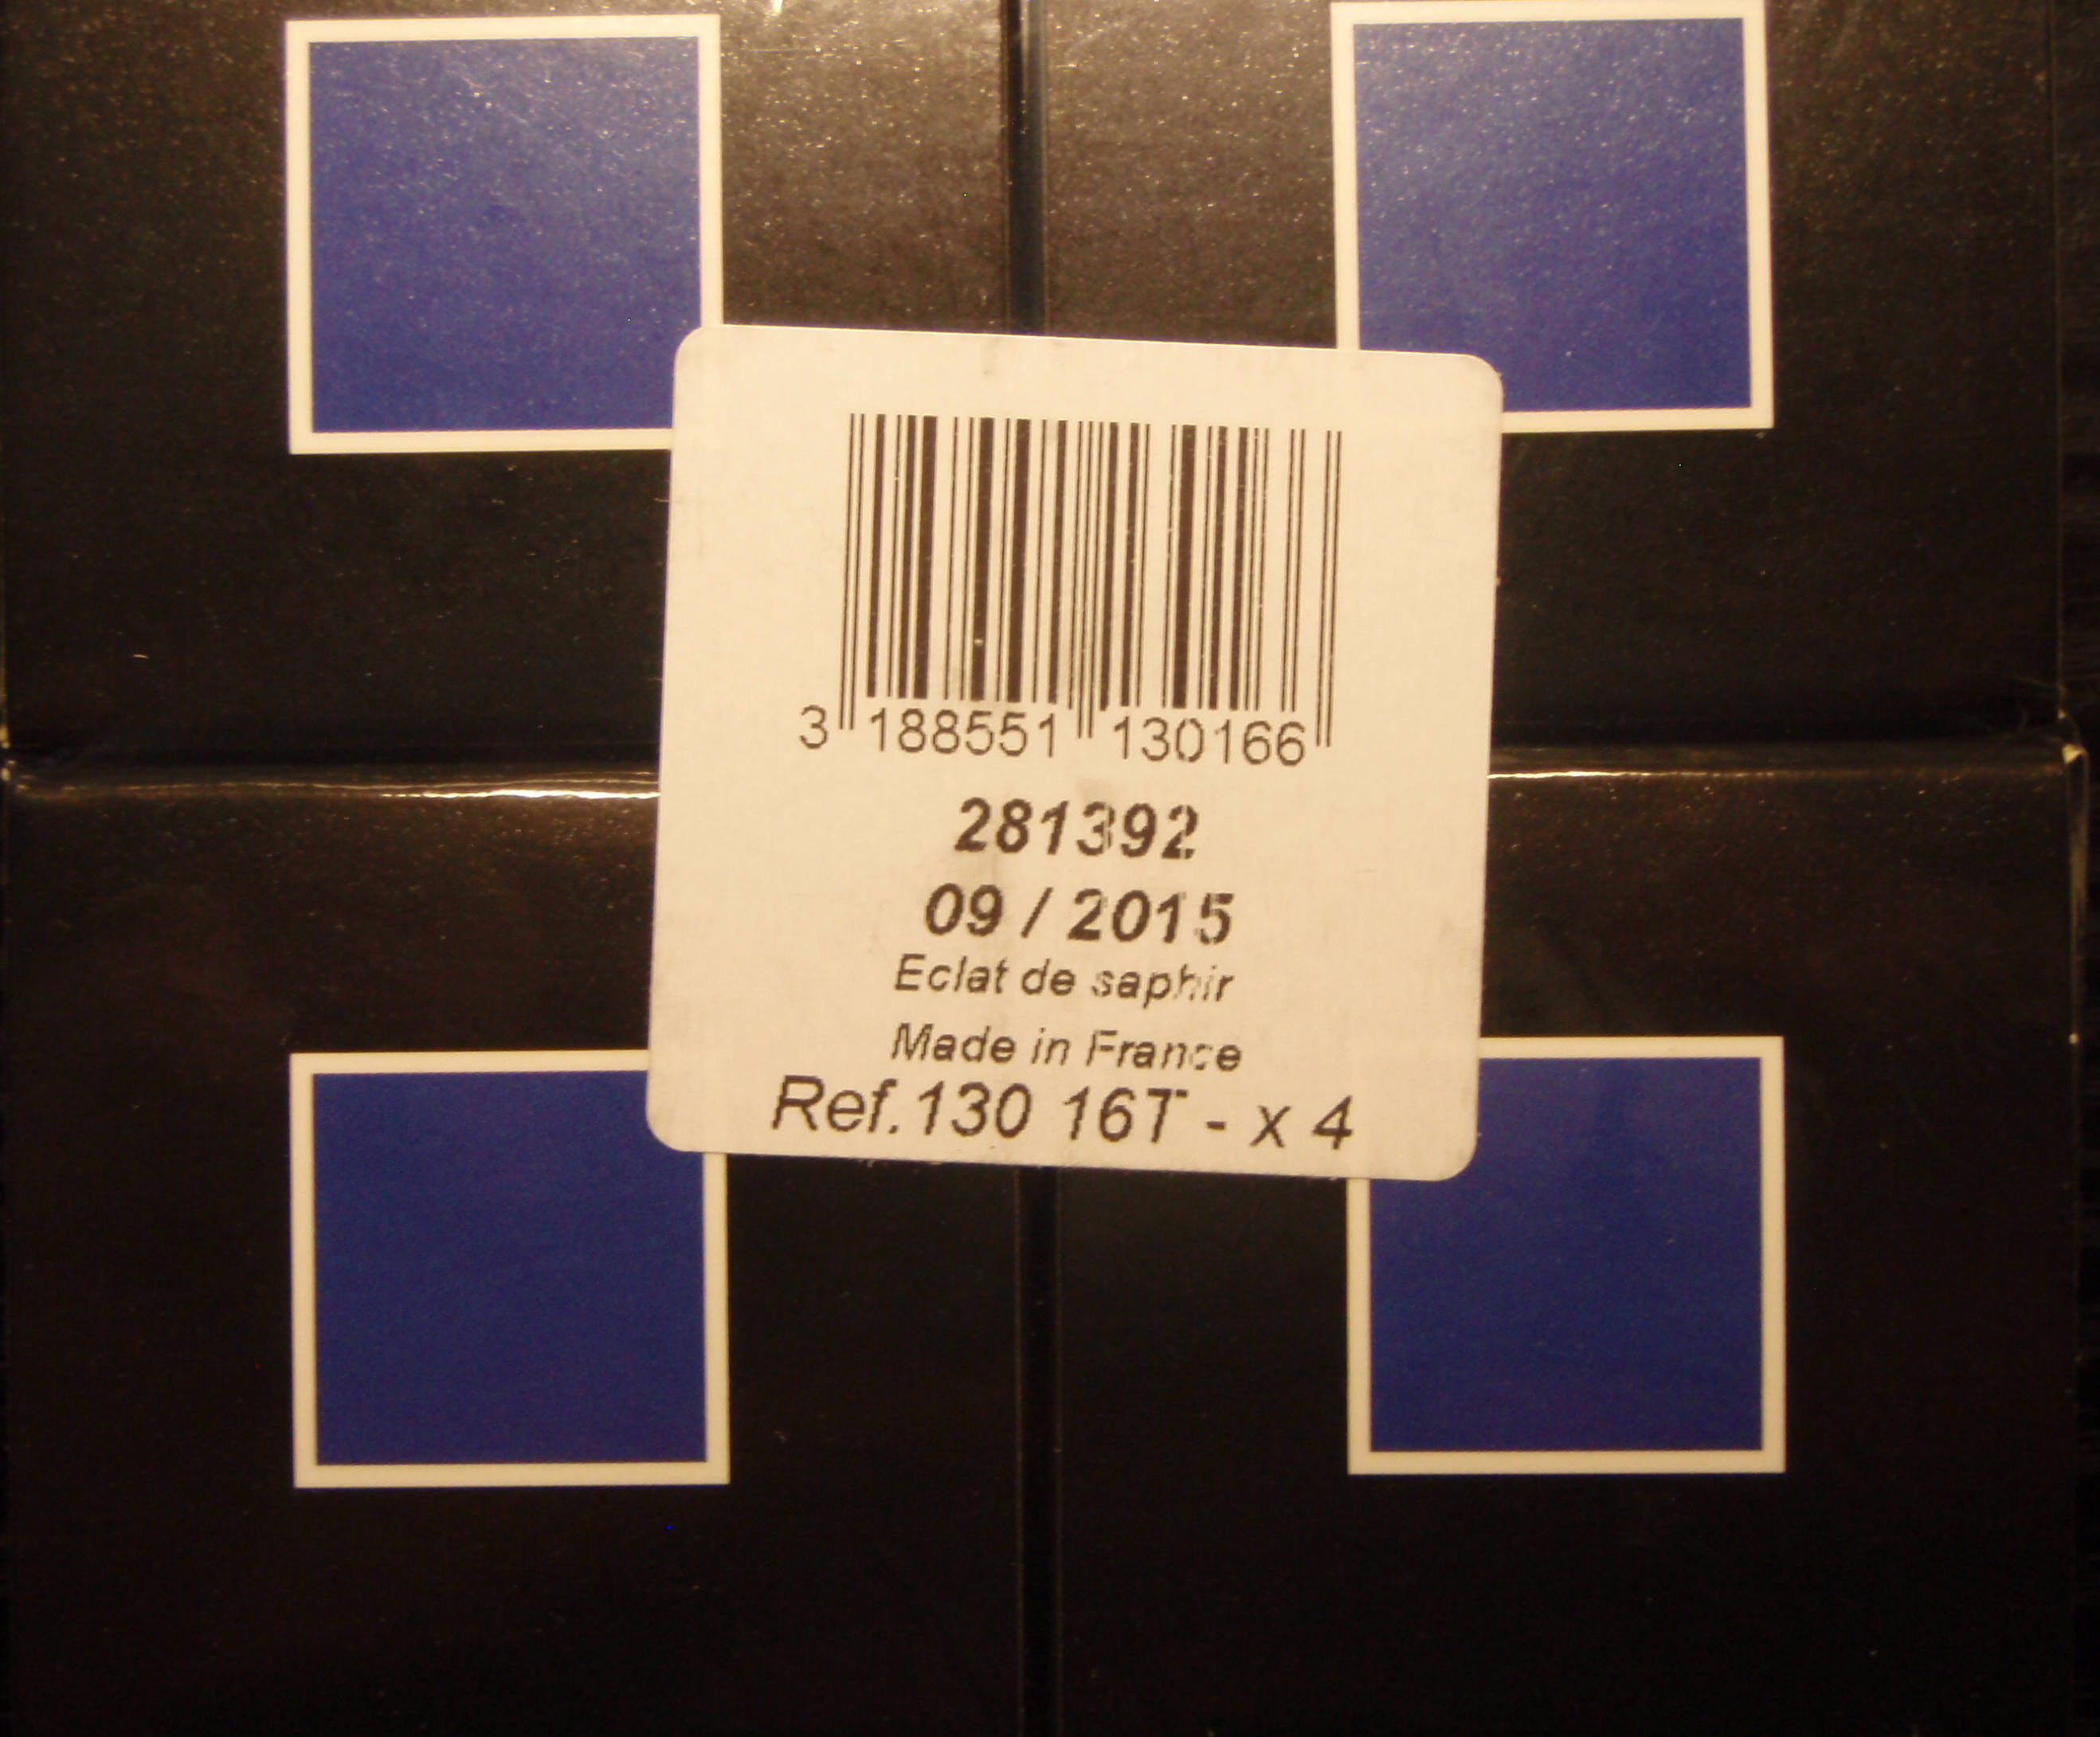 3 188551 130166
281392
09 / 2015
Eclat de saphir
Made in France
Ref.130 16T - x 4